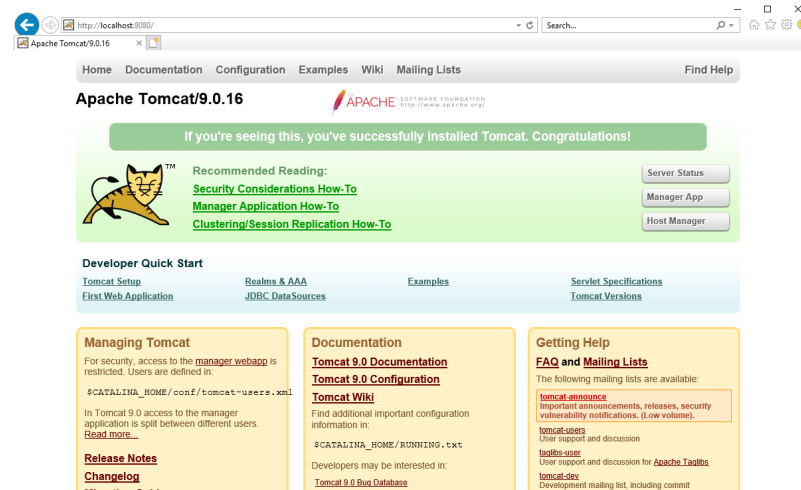 http://localhost:8080/
Search...
Apache Tomcat/9.0.16
Home Documentation Configuration Examples Wiki Mailing Lists Find Help
Apache Tomcat/9.0.16
THE APACHE SOFTWARE FOUNDATION
http://www.apache.org/
If you're seeing this, you've successfully installed Tomcat. Congratulations!
TM
Recommended Reading:
Security Considerations How-To
Manager Application How-To
Clustering/Session Replication How-To
Server Status
Manager App
Host Manager
Developer Quick Start
Tomcat Setup
First Web Application
Realms & AAA
JDBC DataSources
Examples
Servlet Specifications
Tomcat Versions
Managing Tomcat
For security, access to the manager webapp is
restricted. Users are defined in:
$CATALINA_HOME/conf/tomcat-users.xml
In Tomcat 9.0 access to the manager
application is split between different users.
Read more...
Release Notes
Changelog
Documentation
Tomcat 9.0 Documentation
Tomcat 9.0 Configuration
Tomcat Wiki
Find additional important configuration
information in:
$CATALINA_HOME/RUNNING.txt
Developers may be interested in:
Tomcat 9.0 Bug Database
Getting Help
FAQ and Mailing Lists
The following mailing lists are available:
tomcat-announce
Important announcements, releases, security
vulnerability notifications. (Low volume).
tomcat-users
User support and discussion
taglibs-user
User support and discussion for Apache Taglibs
tomcat-dev
Development mailing list, including commit